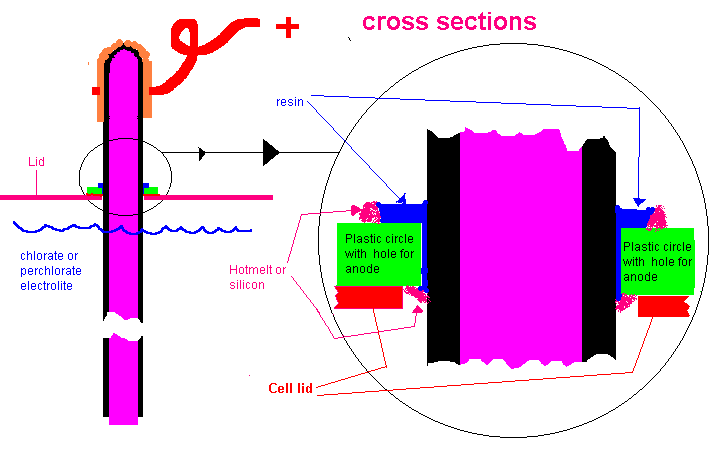 + cross sections
resin
Lid
chlorate or
perchlorate
electrolite
Hotmelt or
silicon
Plastic circle
with hole for
anode
Plastic circle
with hole for
anode
Cell lid